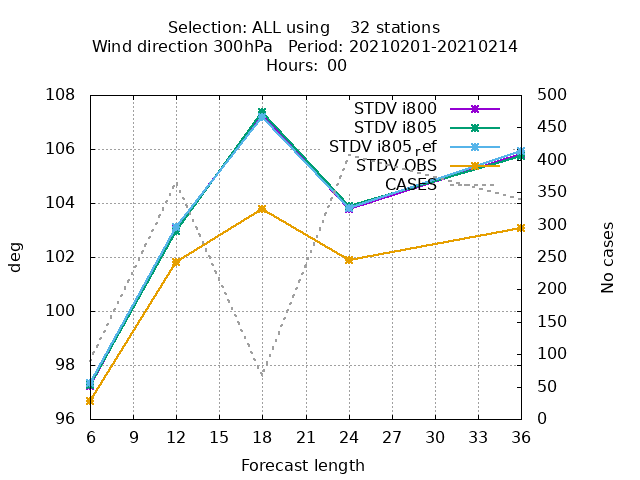 Selection: ALL using    32 stations
Wind direction 300hPa   Period: 20210201-20210214
Hours: 00
108
106
104
102
100
98
96
deg
500
450
400
350
300
250
200
150
100
50
0
No cases
STDV i800
STDV i805
STDV i805ref
STDV OBS
CASES
6 9 12 15 18 21 24 27 30 33 36
Forecast length